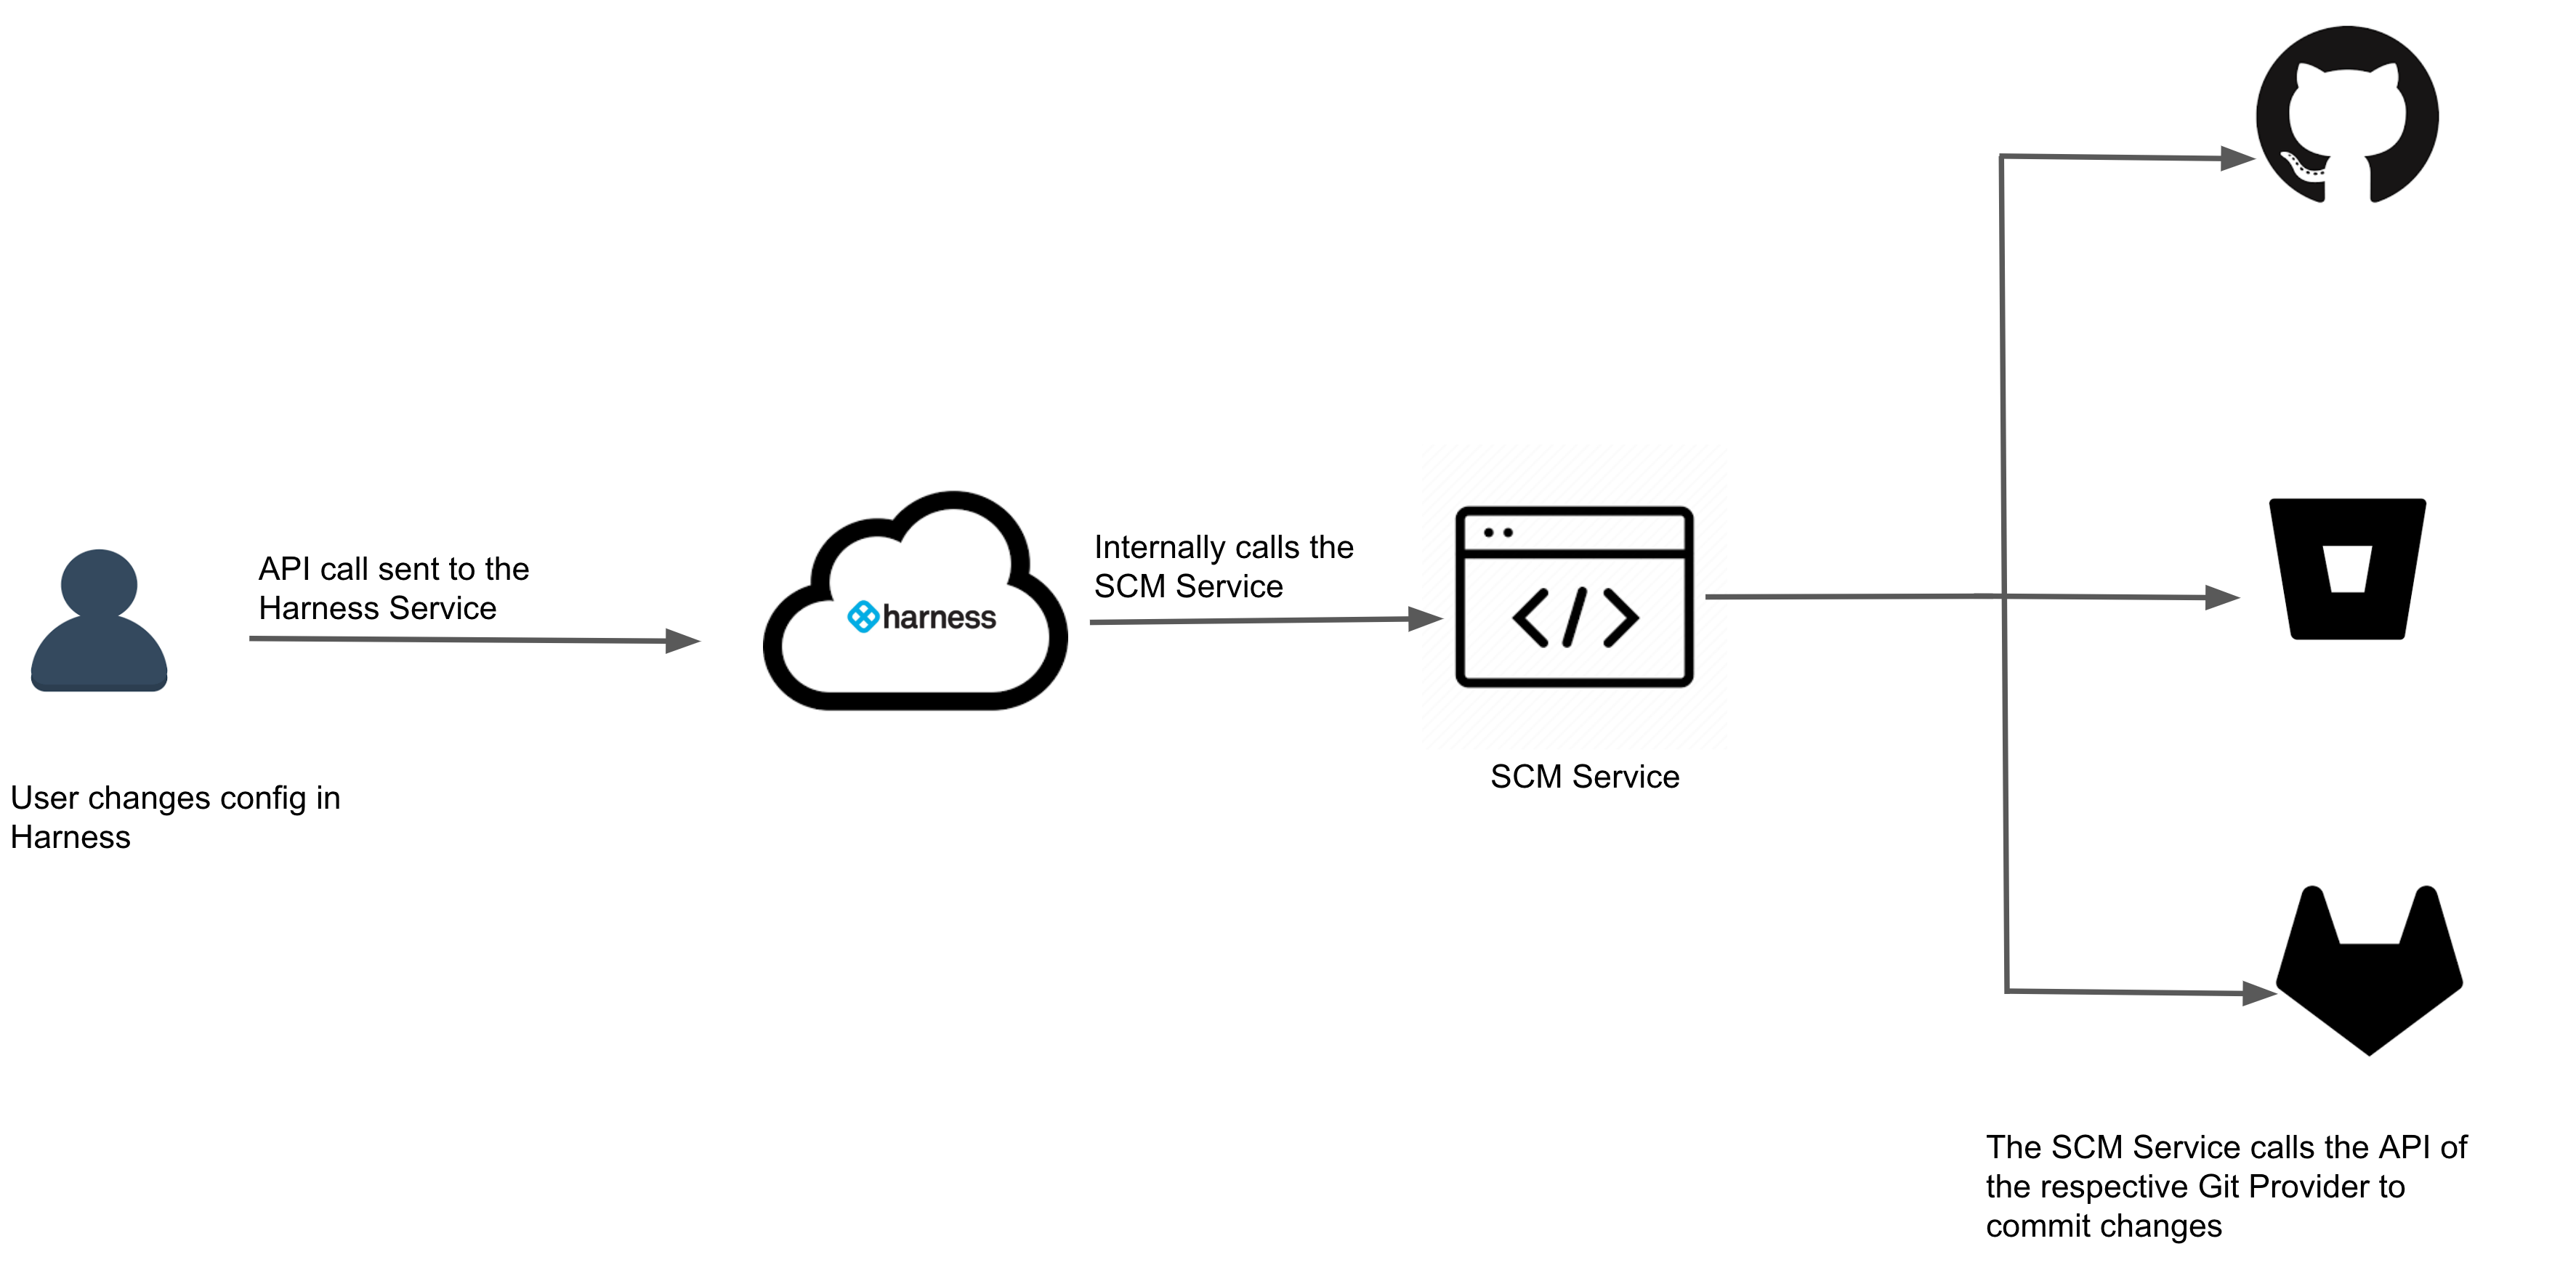 API call sent to the
Harness Service
User changes config in
Harness
harness
Internally calls the
SCM Service
</>
SCM Service
The SCM Service calls the API of
the respective Git Provider to
commit changes